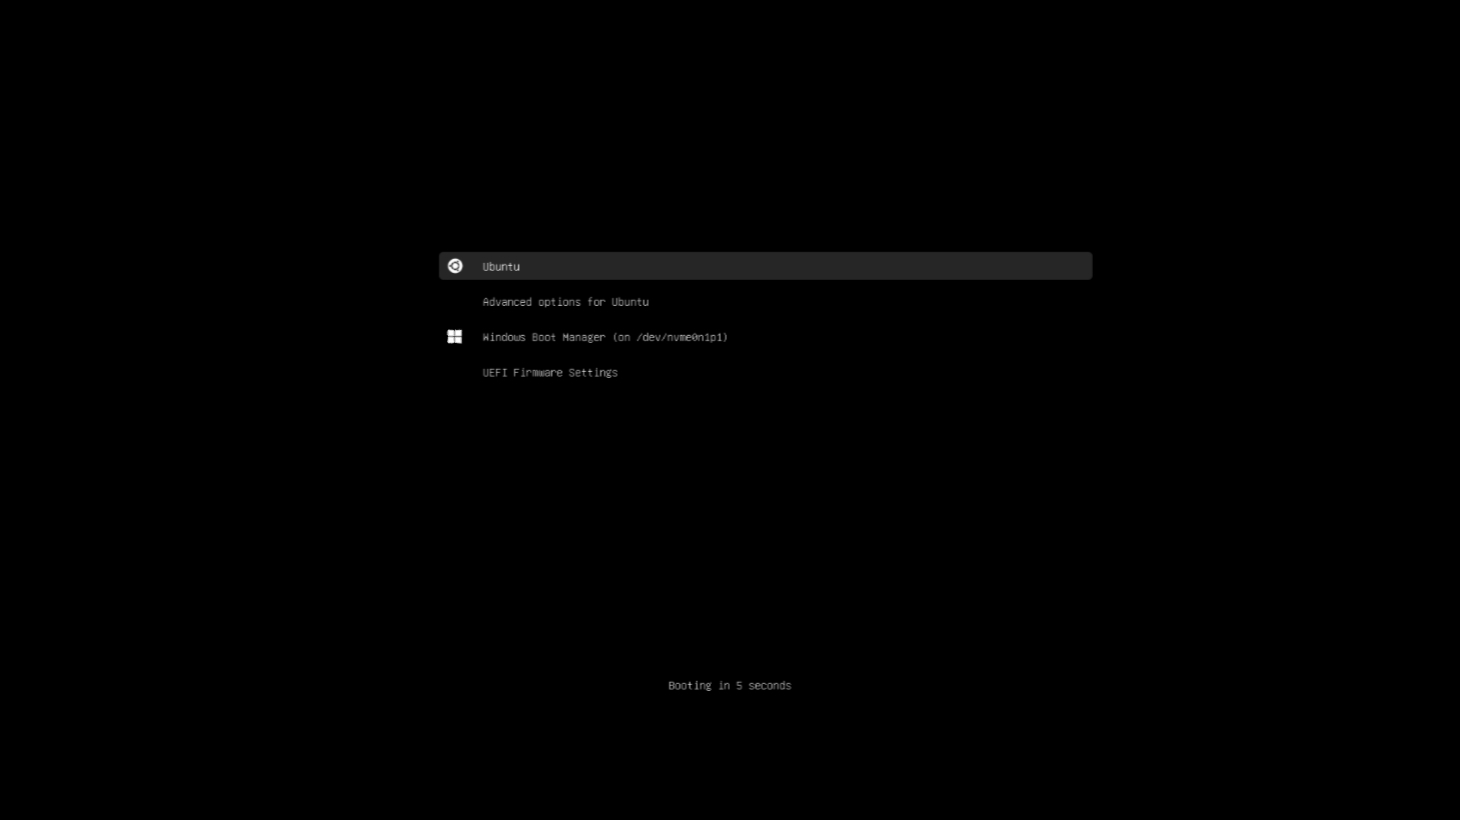 Ubuntu
Advanced options for Ubuntu
Windows Boot Manager (on /dev/nvme0n1p1)
UEFI Firmware Settings
Booting in 5 seconds